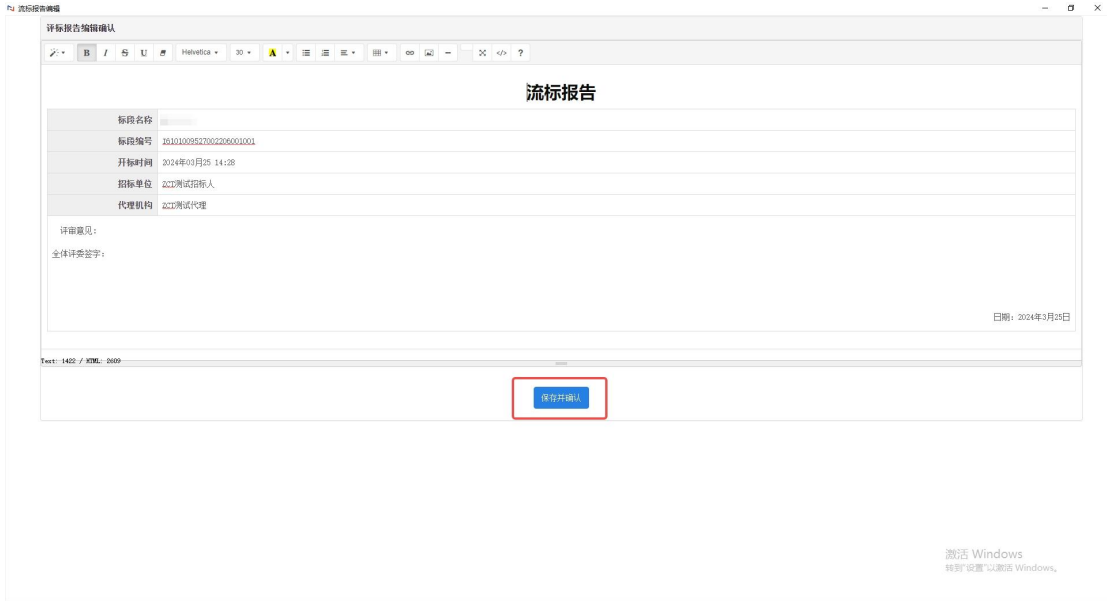 流标报告编辑
评标报告编辑确认
B I S U Helvetica 30 A </> ?
流标报告
标段名称
标段编号 16101009527002206001001
开标时间 2024年03月25 14:28
招标单位 ZCT测试招标人
代理机构 ZCT测试代理
评审意见：
全体评委签字：
日期：2024年3月25日
Text: 1422 / HTML: 2609
保存并确认
激活 Windows
转到"设置"以激活 Windows。